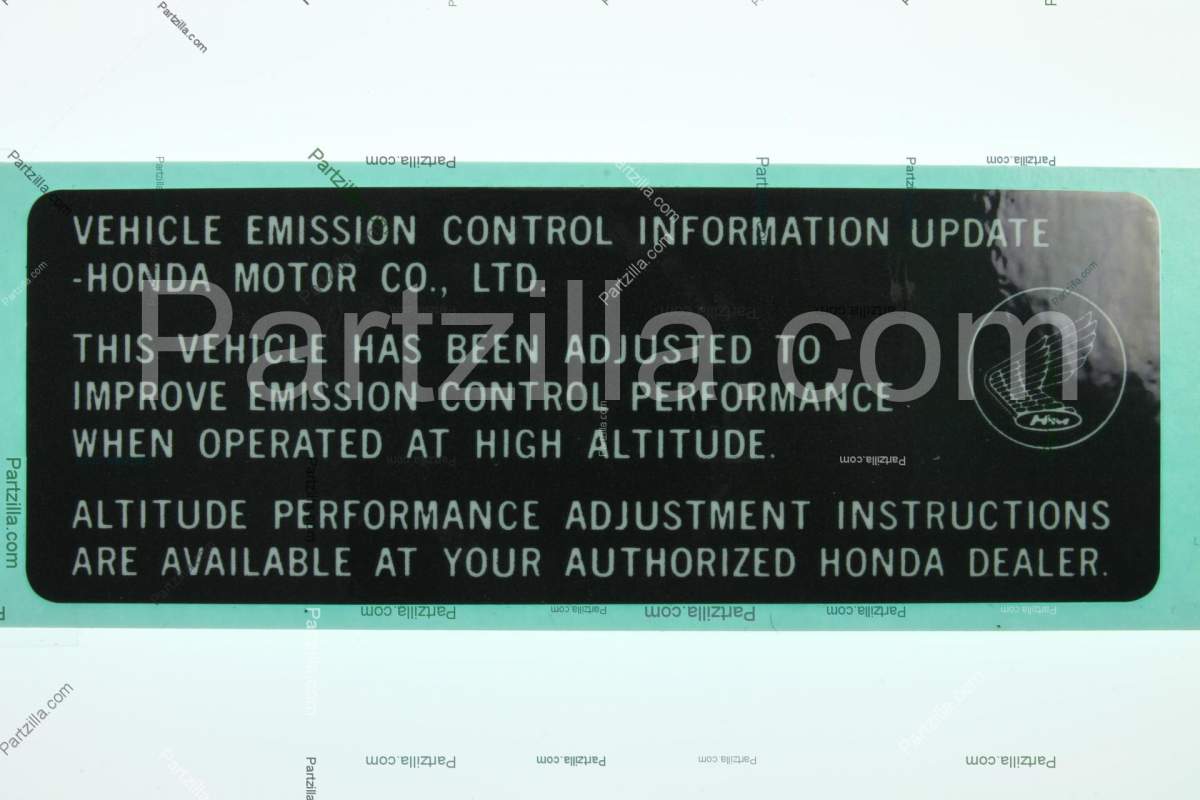 VEHICLE EMISSION CONTROL INFORMATION UPDATE
-HONDA MOTOR CO., LTD.
THIS VEHICLE HAS BEEN ADJUSTED TO
IMPROVE EMISSION CONTROL PERFORMANCE
WHEN OPERATED AT HIGH ALTITUDE.
ALTITUDE PERFORMANCE ADJUSTMENT INSTRUCTIONS
ARE AVAILABLE AT YOUR AUTHORIZED HONDA DEALER.
Partzilla.com